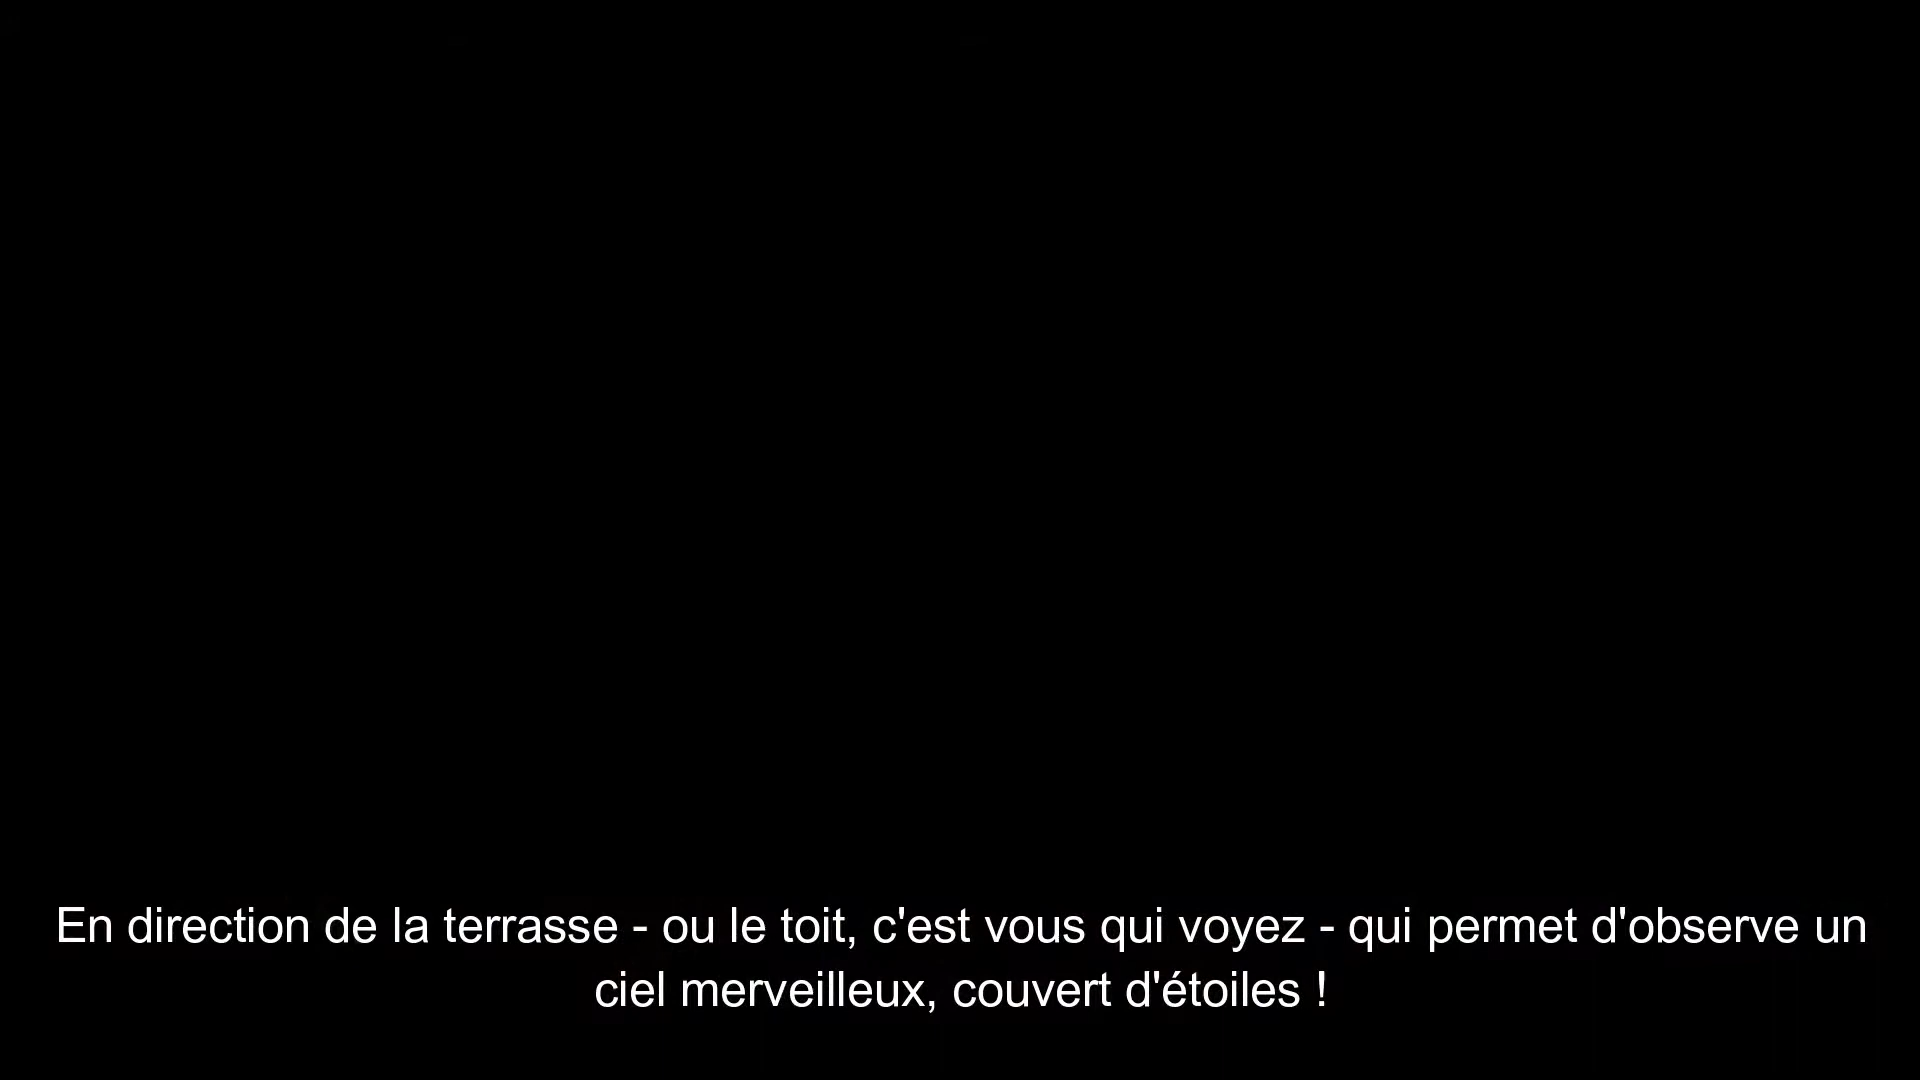 En direction de la terrasse - ou le toit, c'est vous qui voyez - qui permet d'observe un
ciel merveilleux, couvert d'étoiles !